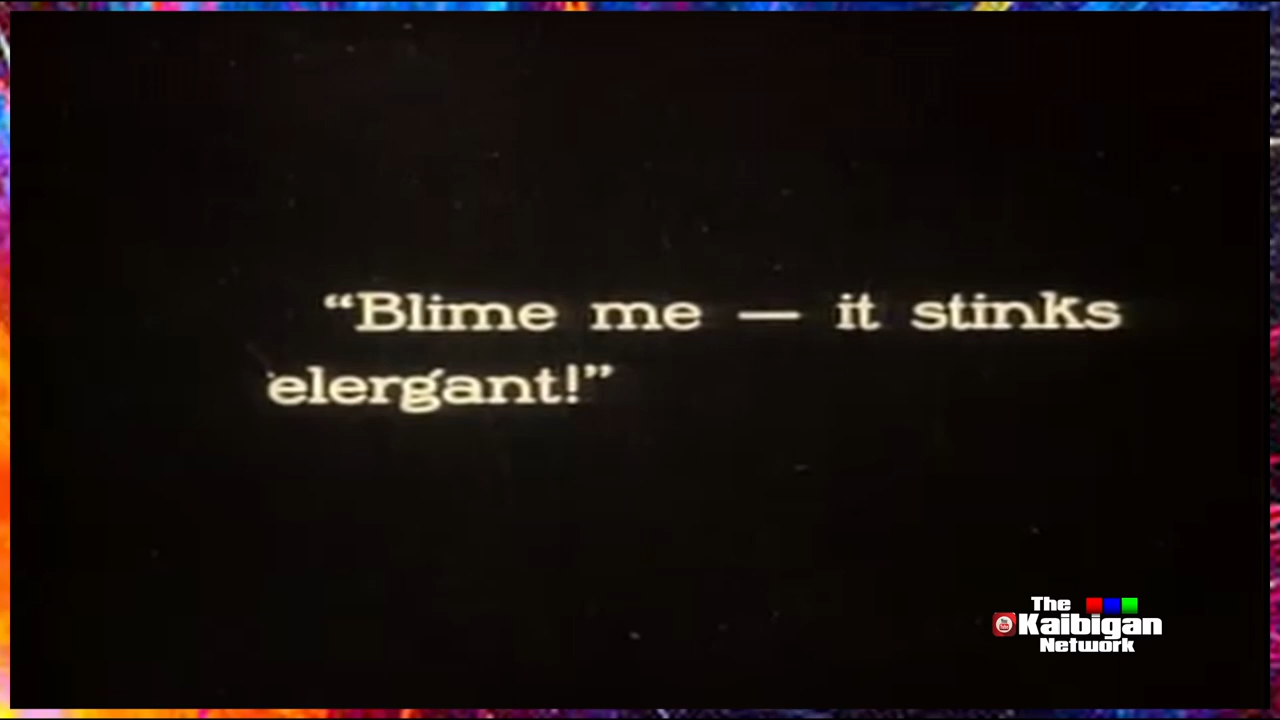 “Blime me — it stinks
elergant!”
The
Kaibigan
Network